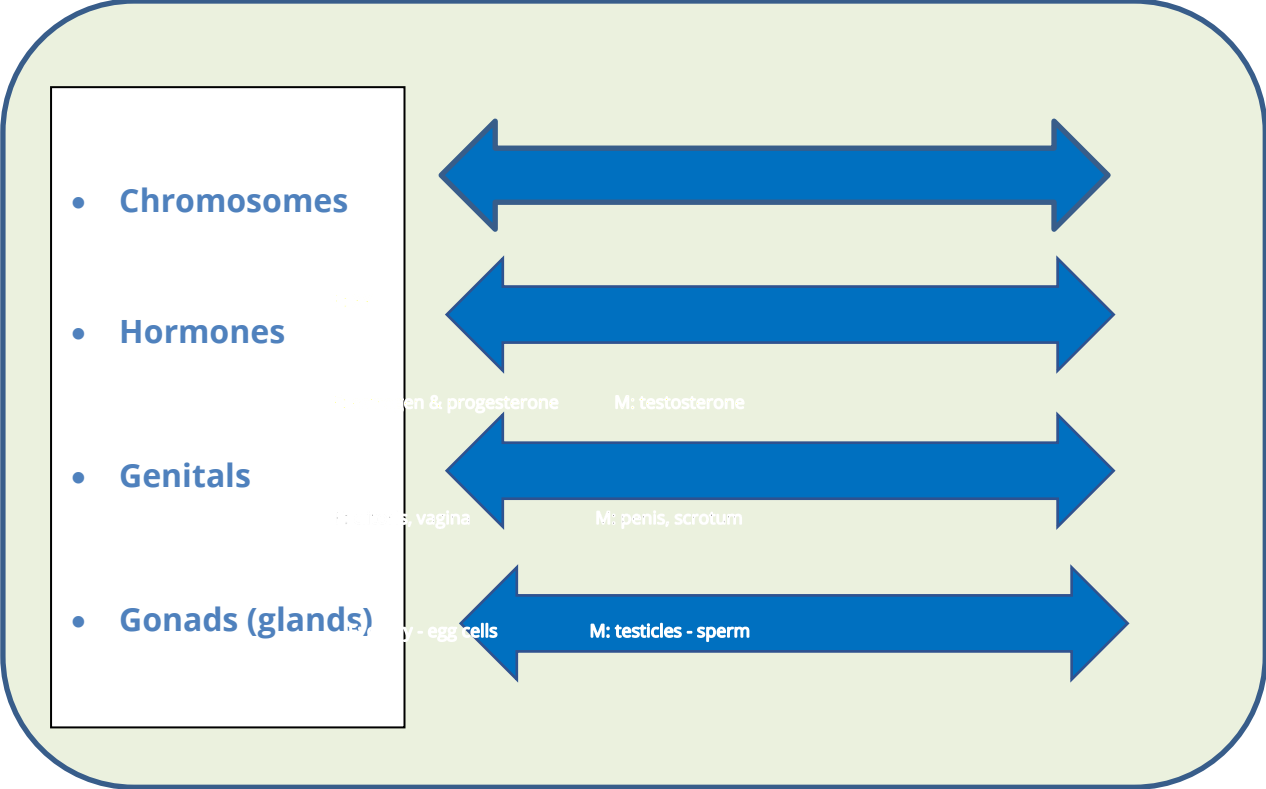 • Chromosomes
• Hormones
en & progesterone M: testosterone
• Genitals
, vagina M: penis, scrotum
• Gonads (glands)
y - egg cells M: testicles - sperm